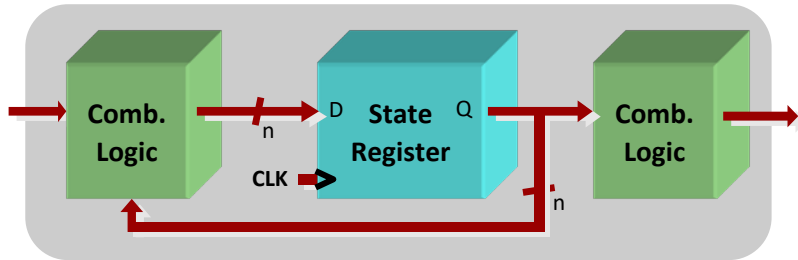 Comb.
Logic
n
D
State
Register
Q
CLK
n
Comb.
Logic